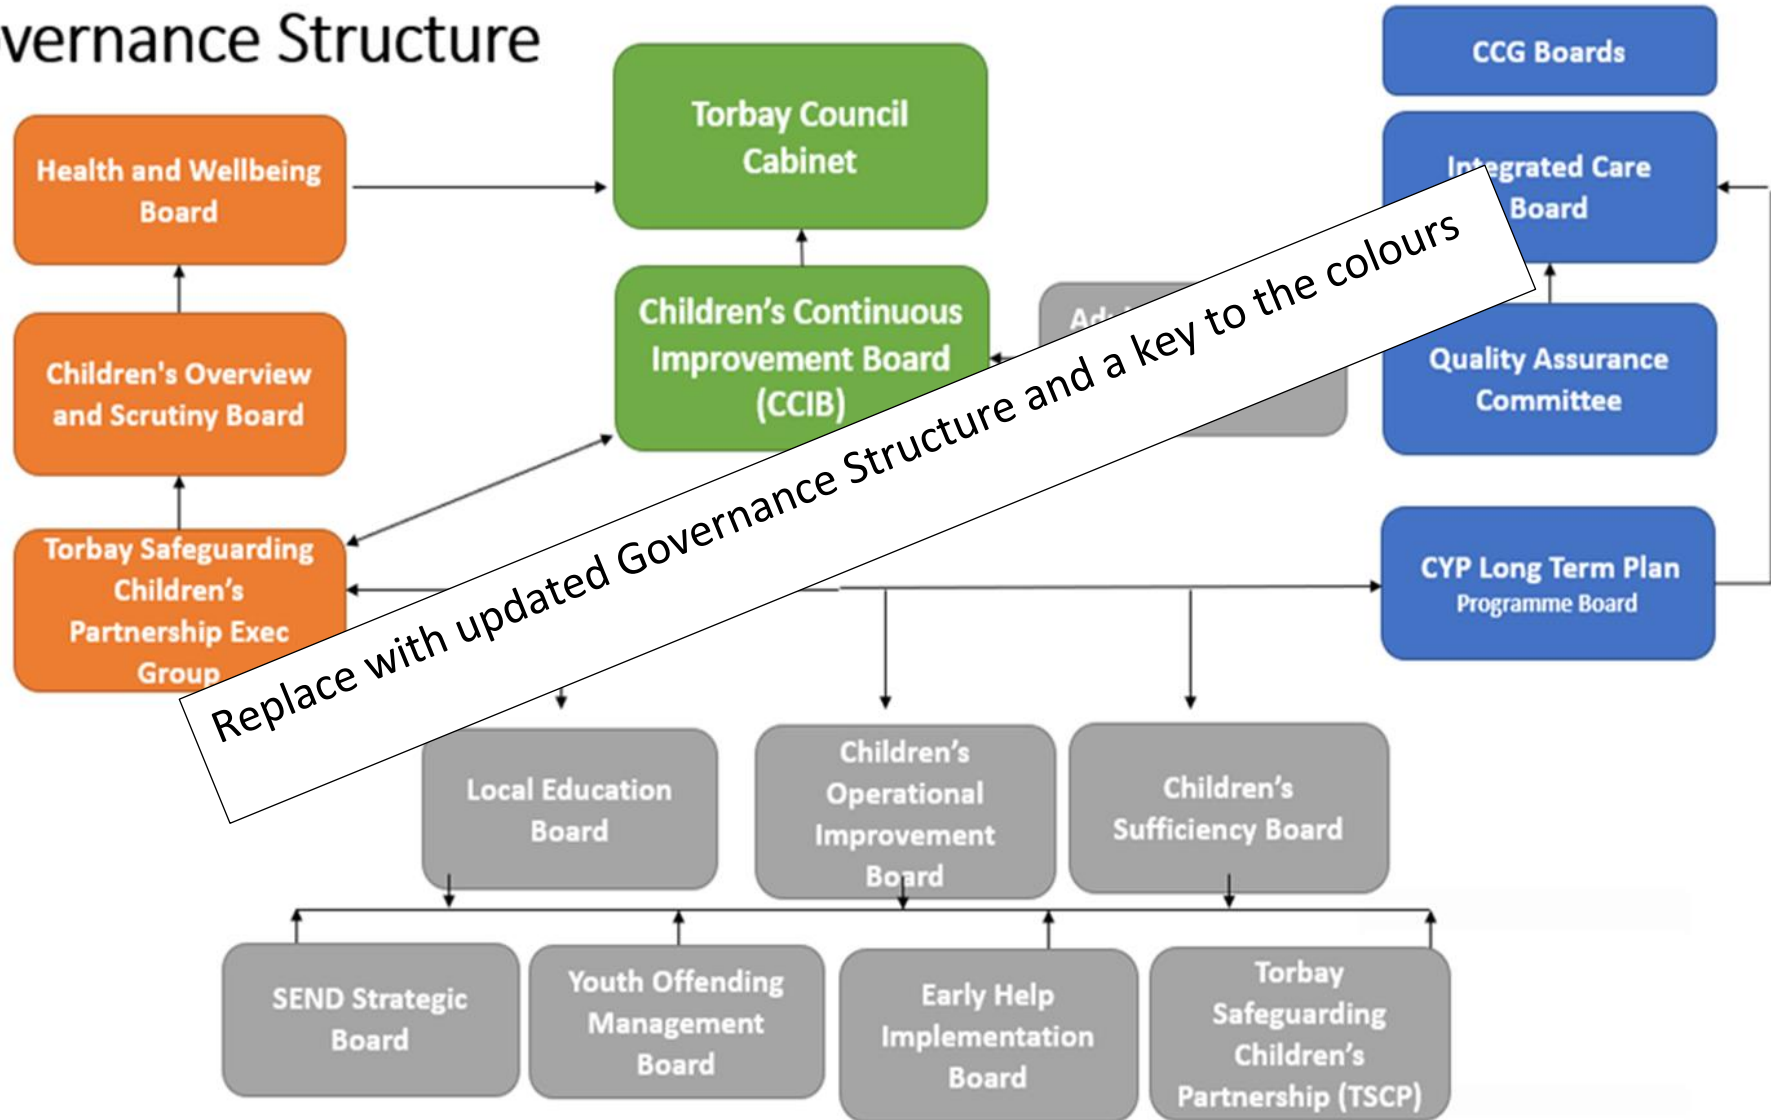 vernance Structure
CCG Boards
Torbay Council
Cabinet
Health and Wellbeing
Board
Integrated Care
Board
Children's Overview
and Scrutiny Board
Children’s Continuous
Improvement Board
(CCIB)
Quality Assurance
Committee
Torbay Safeguarding
Children’s
Partnership Exec
Group
CYP Long Term Plan
Programme Board
Replace with updated Governance Structure and a key to the colours
Local Education
Board
Children’s
Operational
Improvement
Board
Children’s
Sufficiency Board
SEND Strategic
Board
Youth Offending
Management
Board
Early Help
Implementation
Board
Torbay
Safeguarding
Children’s
Partnership (TSCP)